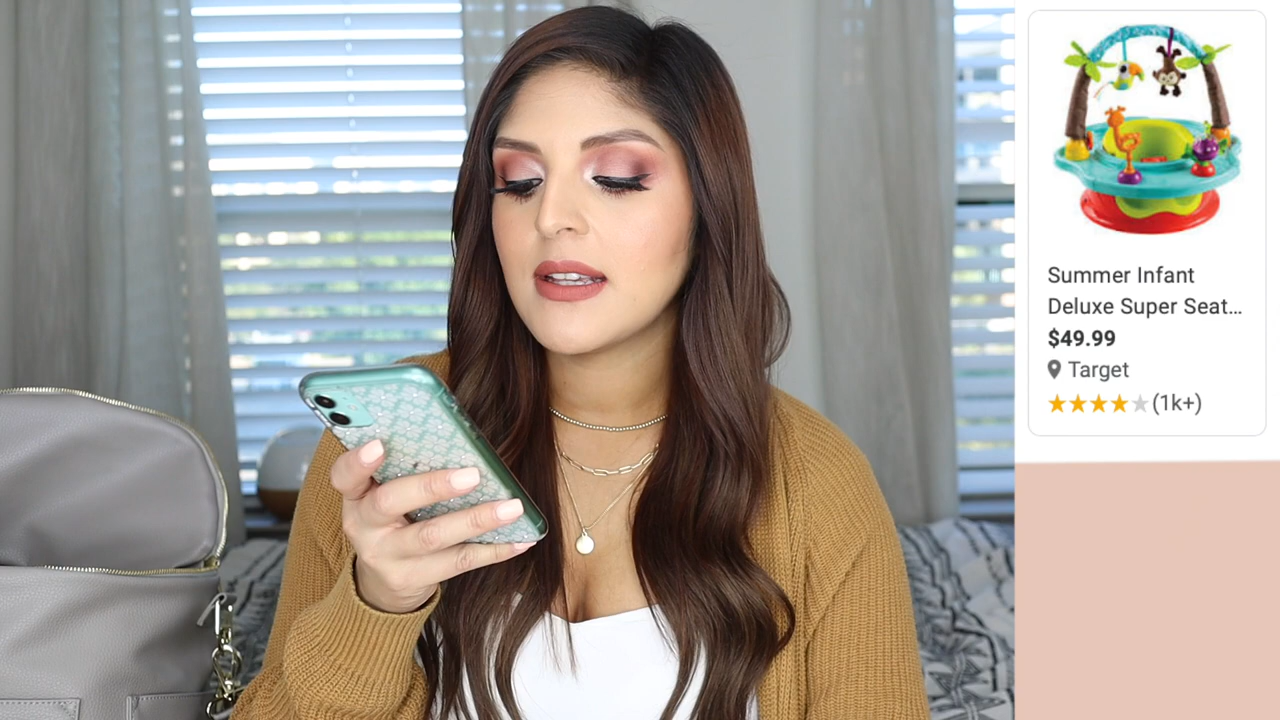 Summer Infant
Deluxe Super Seat...
$49.99
Target
(1k+)